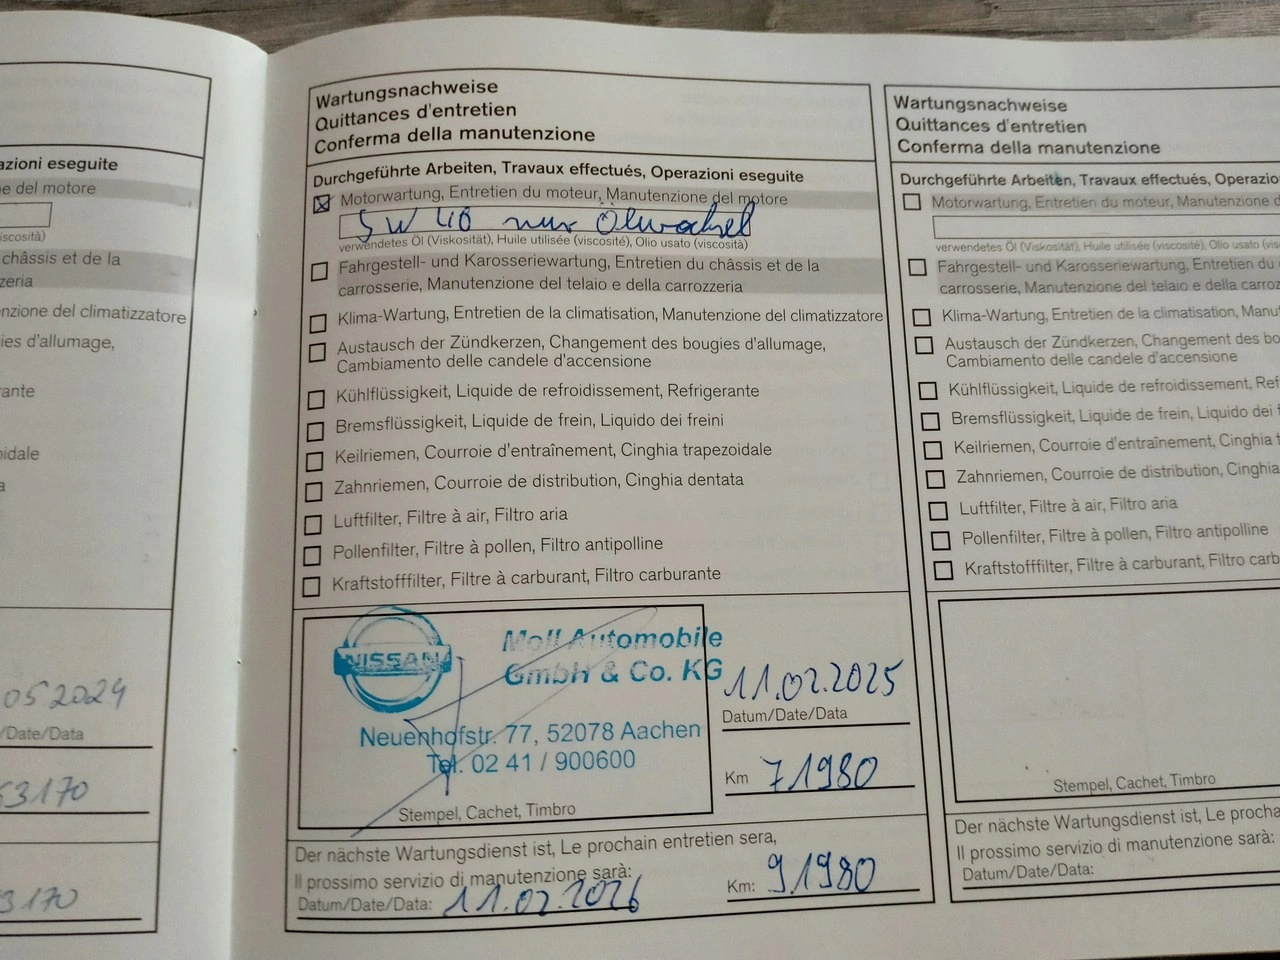 azioni eseguite
e del motore
iscosità)
châssis et de la
zeria
nzione del climatizzatore
ies d'allumage,
rante
oidale
a
05 2024
/Date/Data
53170
3170
Wartungsnachweise
Quittances d'entretien
Conferma della manutenzione
Durchgeführte Arbeiten, Travaux effectués, Operazioni eseguite
Motorwartung, Entretien du moteur, Manutenzione del motore
5W40 nur Ölwechsel
verwendetes Öl (Viskosität), Huile utilisée (viscosité), Olio usato (viscosità)
Fahrgestell- und Karosseriewartung, Entretien du châssis et de la
carrosserie, Manutenzione del telaio e della carrozzeria
Klima-Wartung, Entretien de la climatisation, Manutenzione del climatizzatore
Austausch der Zündkerzen, Changement des bougies d'allumage,
Cambiamento delle candele d'accensione
Kühlflüssigkeit, Liquide de refroidissement, Refrigerante
Bremsflüssigkeit, Liquide de frein, Liquido dei freini
Keilriemen, Courroie d'entraînement, Cinghia trapezoidale
Zahnriemen, Courroie de distribution, Cinghia dentata
Luftfilter, Filtre à air, Filtro aria
Pollenfilter, Filtre à pollen, Filtro antipolline
Kraftstofffilter, Filtre à carburant, Filtro carburante
NISSAN
Moll Automobile
GmbH & Co. KG
Neuenhofstr. 77, 52078 Aachen
Tel. 02 41 / 900600
Stempel, Cachet, Timbro
11.02.2025
Datum/Date/Data
Km 71980
Der nächste Wartungsdienst ist, Le prochain entretien sera,
Il prossimo servizio di manutenzione sarà:
Datum/Date/Data: 11.02.2026
Km: 91980
Wartungsnachweise
Quittances d'entretien
Conferma della manutenzione
Durchgeführte Arbeiten, Travaux effectués, Operazio
Motorwartung, Entretien du moteur, Manutenzione d
verwendetes Öl (Viskosität), Huile utilisée (viscosité), Olio usato (vis
Fahrgestell- und Karosseriewartung, Entretien du
carrosserie, Manutenzione del telaio e della carroz
Klima-Wartung, Entretien de la climatisation, Manu
Austausch der Zündkerzen, Changement des bo
Cambiamento delle candele d'accensione
Kühlflüssigkeit, Liquide de refroidissement, Ref
Bremsflüssigkeit, Liquide de frein, Liquido dei f
Keilriemen, Courroie d'entraînement, Cinghia t
Zahnriemen, Courroie de distribution, Cinghia
Luftfilter, Filtre à air, Filtro aria
Pollenfilter, Filtre à pollen, Filtro antipolline
Kraftstofffilter, Filtre à carburant, Filtro carb
Stempel, Cachet, Timbro
Der nächste Wartungsdienst ist, Le procha
Il prossimo servizio di manutenzione sarà:
Datum/Date/Data: